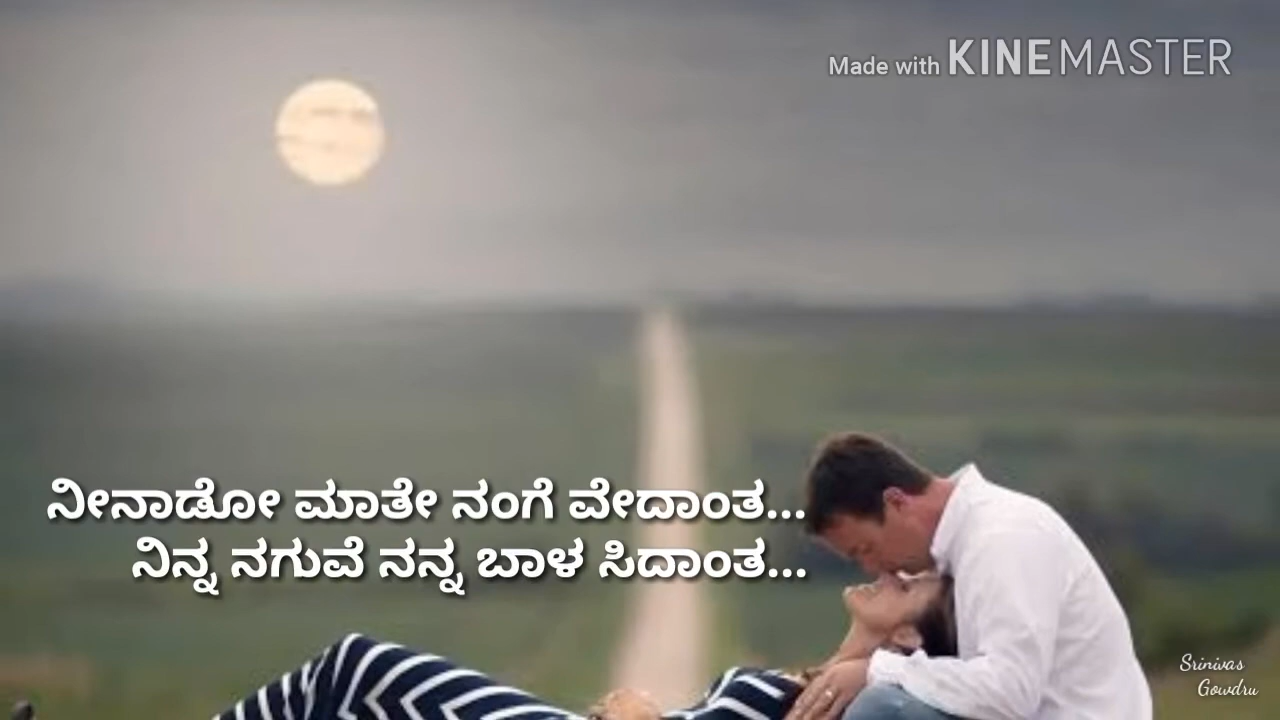 Made with KINEMASTER
ನೀನಾಡೋ ಮಾತೇ ನಂಗೆ ವೇದಾಂತ...
ನಿನ್ನ ನಗುವೆ ನನ್ನ ಬಾಳ ಸಿದಾಂತ...
Srinivas
Gowdru